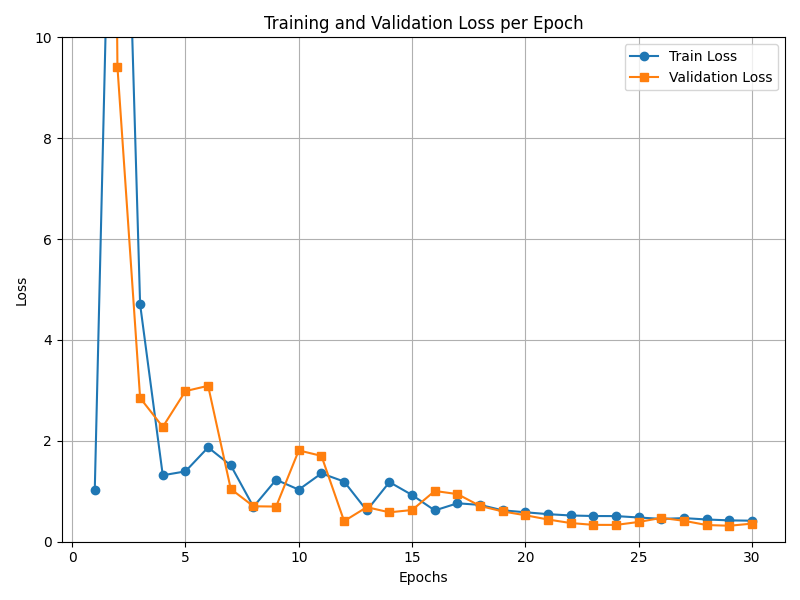 Training and Validation Loss per Epoch
Train Loss
Validation Loss
Loss
10
8
6
4
2
0
0 5 10 15 20 25 30
Epochs